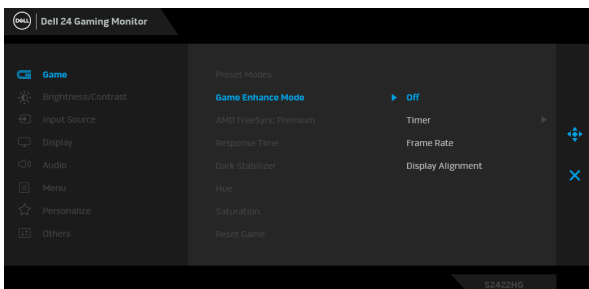 DELL Dell 24 Gaming Monitor
Game
Brightness/Contrast
Input Source
Display
Audio
Menu
Personalize
Others
Preset Modes
Game Enhance Mode
AMD FreeSync Premium
Response Time
Dark Stabilizer
Hue
Saturation
Reset Game
Off
Timer
Frame Rate
Display Alignment
S2422HG